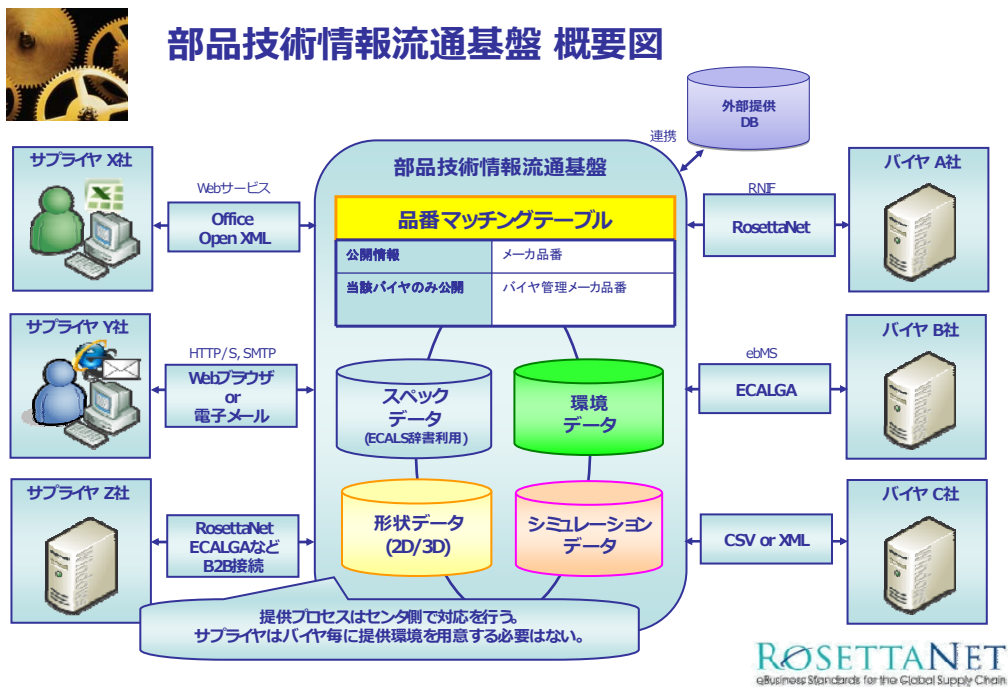 部品技術情報流通基盤 概要図
外部提供
DB
連携
サプライヤ X社
Webサービス
Office
Open XML
部品技術情報流通基盤
品番マッチングテーブル
公開情報
メーカ品番
当該バイヤのみ公開
バイヤ管理メーカ品番
RNIF
RosettaNet
バイヤ A社
サプライヤ Y社
HTTP/S, SMTP
Webブラウザ
or
電子メール
スペック
データ
(ECALS辞書利用)
環境
データ
ebMS
ECALGA
バイヤ B社
サプライヤ Z社
RosettaNet
ECALGAなど
B2B接続
形状データ
(2D/3D)
シミュレーション
データ
CSV or XML
バイヤ C社
提供プロセスはセンタ側で対応を行う。
サプライヤはバイヤ毎に提供環境を用意する必要はない。
ROSETTANET
eBusiness Standards for the Global Supply Chain